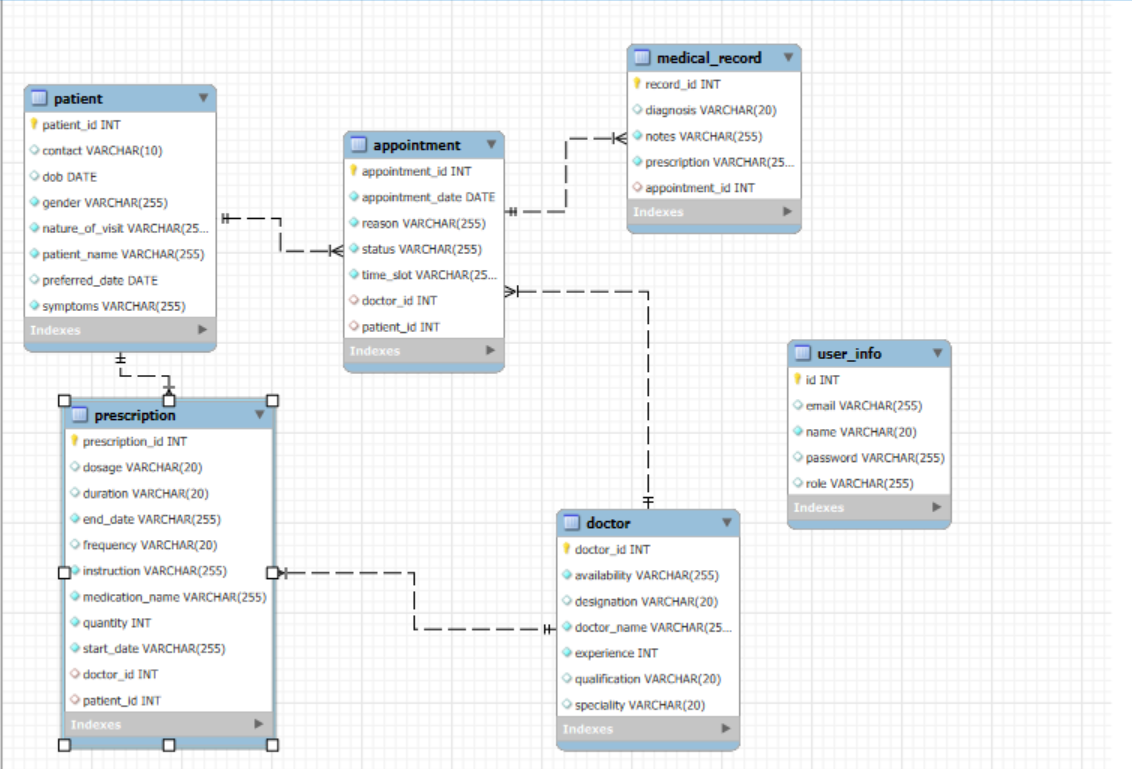 patient
patient_id INT
contact VARCHAR(10)
dob DATE
gender VARCHAR(255)
nature_of_visit VARCHAR(25...
patient_name VARCHAR(255)
preferred_date DATE
symptoms VARCHAR(255)
Indexes
appointment
appointment_id INT
appointment_date DATE
reason VARCHAR(255)
status VARCHAR(255)
time_slot VARCHAR(25...
doctor_id INT
patient_id INT
Indexes
medical_record
record_id INT
diagnosis VARCHAR(20)
notes VARCHAR(255)
prescription VARCHAR(25...
appointment_id INT
Indexes
user_info
id INT
email VARCHAR(255)
name VARCHAR(20)
password VARCHAR(255)
role VARCHAR(255)
Indexes
prescription
prescription_id INT
dosage VARCHAR(20)
duration VARCHAR(20)
end_date VARCHAR(255)
frequency VARCHAR(20)
instruction VARCHAR(255)
medication_name VARCHAR(255)
quantity INT
start_date VARCHAR(255)
doctor_id INT
patient_id INT
Indexes
doctor
doctor_id INT
availability VARCHAR(255)
designation VARCHAR(20)
doctor_name VARCHAR(25...
experience INT
qualification VARCHAR(20)
speciality VARCHAR(20)
Indexes